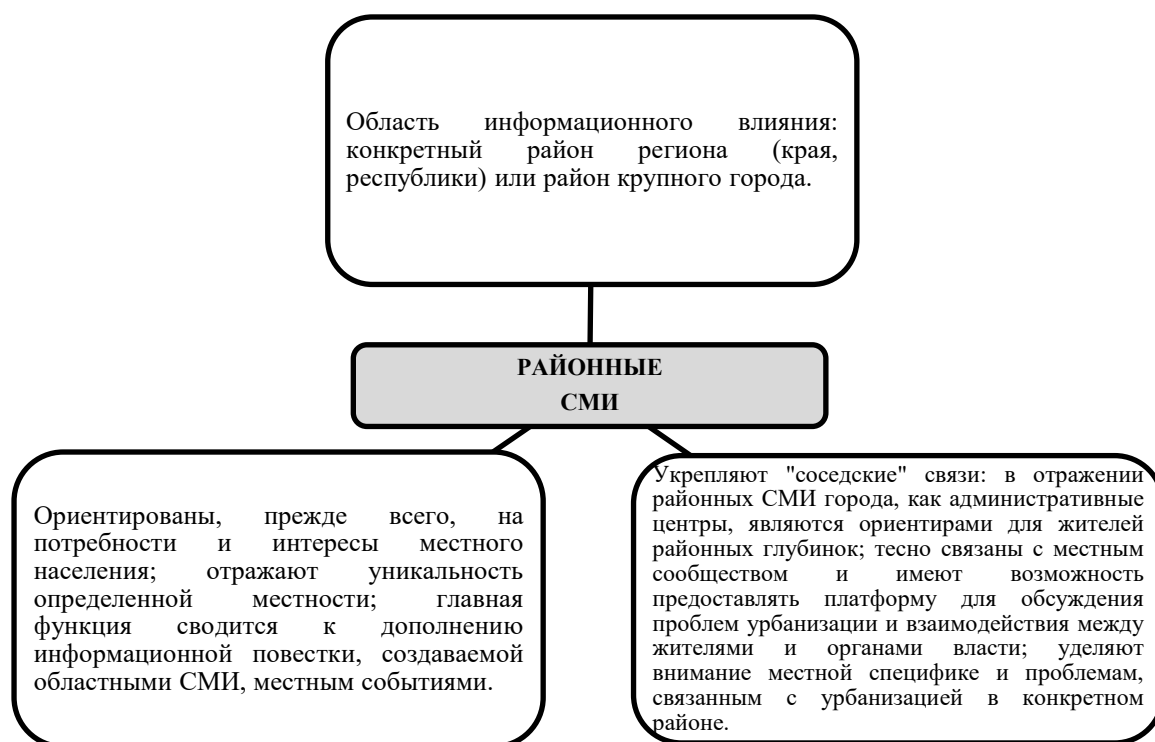 Область информационного влияния:
конкретный район региона (края,
республики) или район крупного города.
РАЙОННЫЕ
СМИ
Ориентированы, прежде всего, на
потребности и интересы местного
населения; отражают уникальность
определенной местности; главная
функция сводится к дополнению
информационной повестки, создаваемой
областными СМИ, местным событиями.
Укрепляют "соседские" связи: в отражении
районных СМИ города, как административные
центры, являются ориентирами для жителей
районных глубинок; тесно связаны с местным
сообществом и имеют возможность
предоставлять платформу для обсуждения
проблем урбанизации и взаимодействия между
жителями и органами власти; уделяют
внимание местной специфике и проблемам,
связанным с урбанизацией в конкретном
районе.